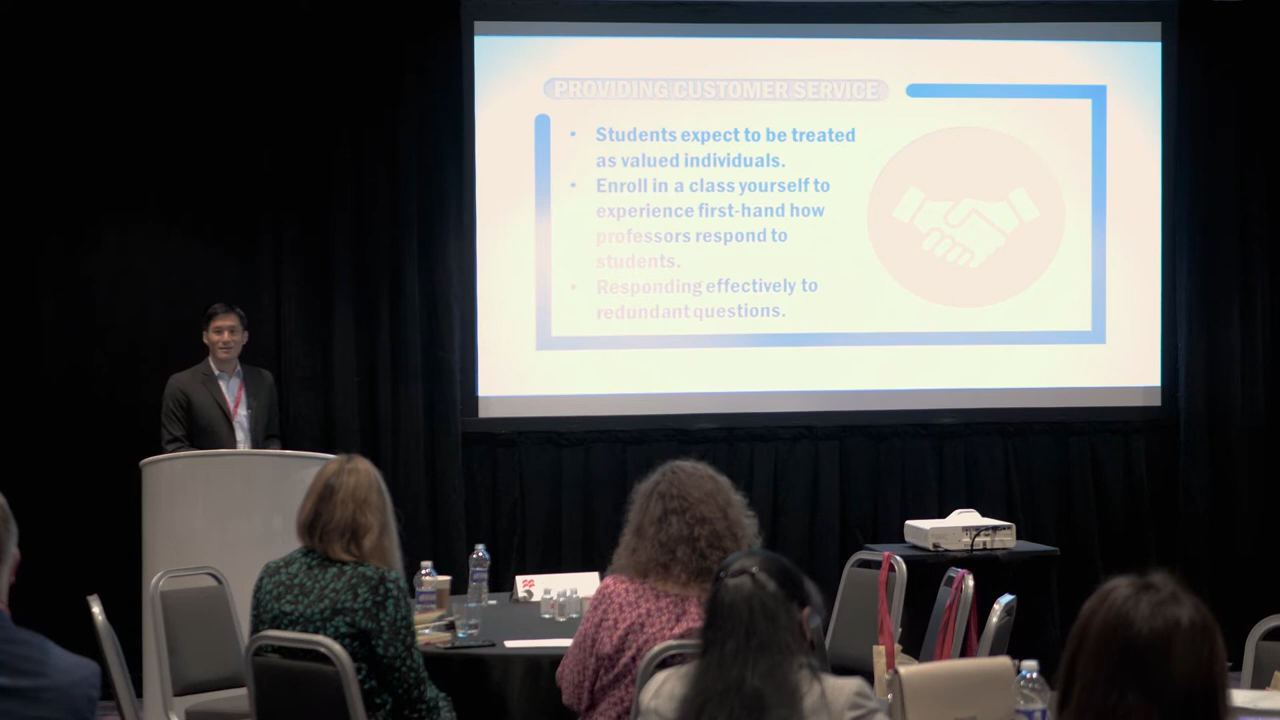 PROVIDING CUSTOMER SERVICE
• Students expect to be treated
as valued individuals.
• Enroll in a class yourself to
experience first-hand how
professors respond to
students.
• Responding effectively to
redundant questions.